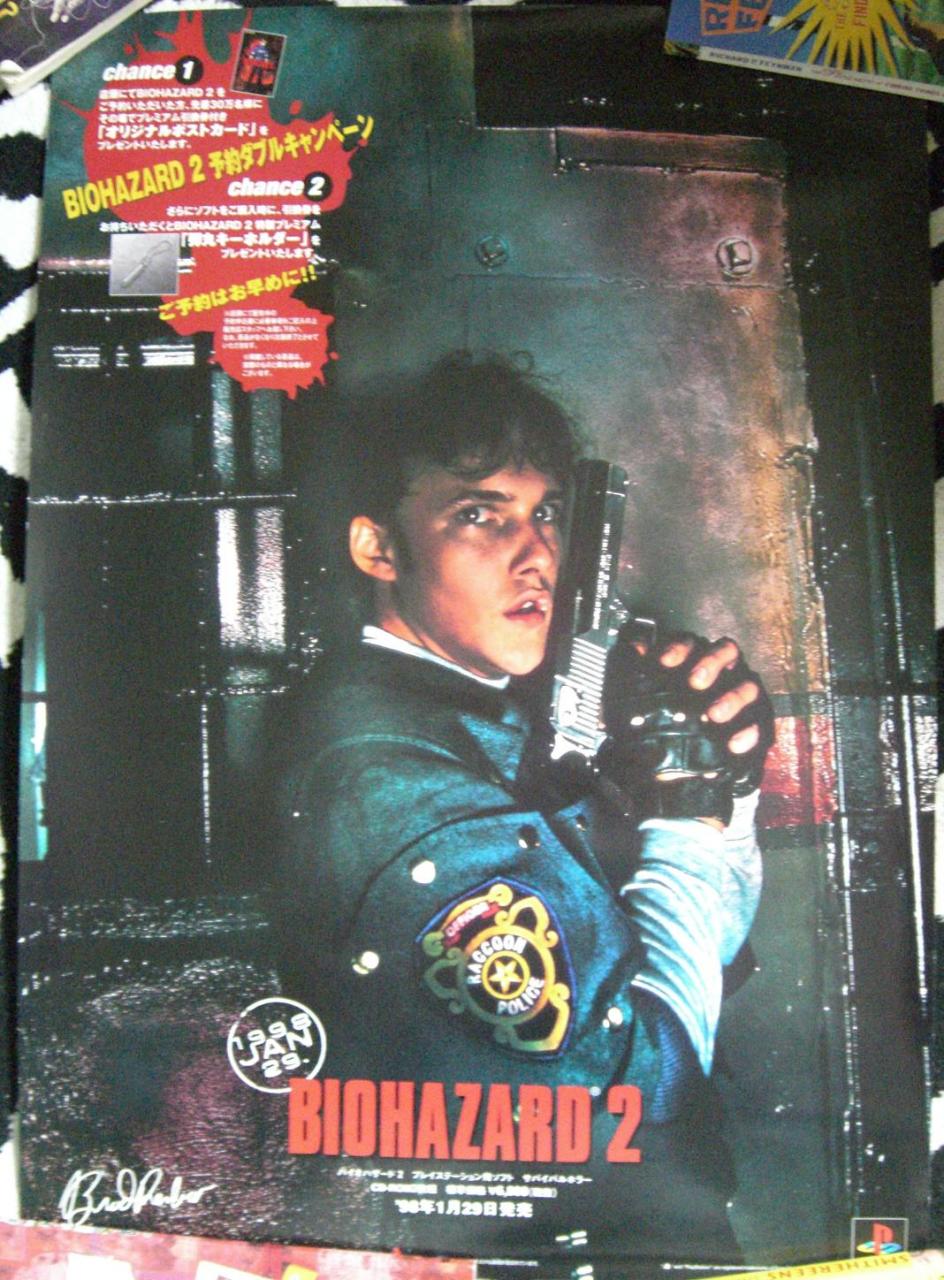 chance 1
店頭にてBIOHAZARD 2 を
ご予約いただいた方、先着30万名様に
その場でプレミアム引換券付き
「オリジナルポストカード」を
プレゼントいたします。
BIOHAZARD 2 予約ダブルキャンペーン
chance 2
さらにソフトをご購入時に、引換券を
お持ちいただくとBIOHAZARD 2 特製プレミアム
「弾丸キーホルダー」を
プレゼントいたします。
ご予約はお早めに!!
OFFICER
RACCOON
POLICE
1998
JAN
29.
BIOHAZARD 2
バイオハザード2 プレイステーション用ソフト サバイバルホラー
'98年1月29日発売
RICHARD P. FEYNMAN
SMITHEREENS